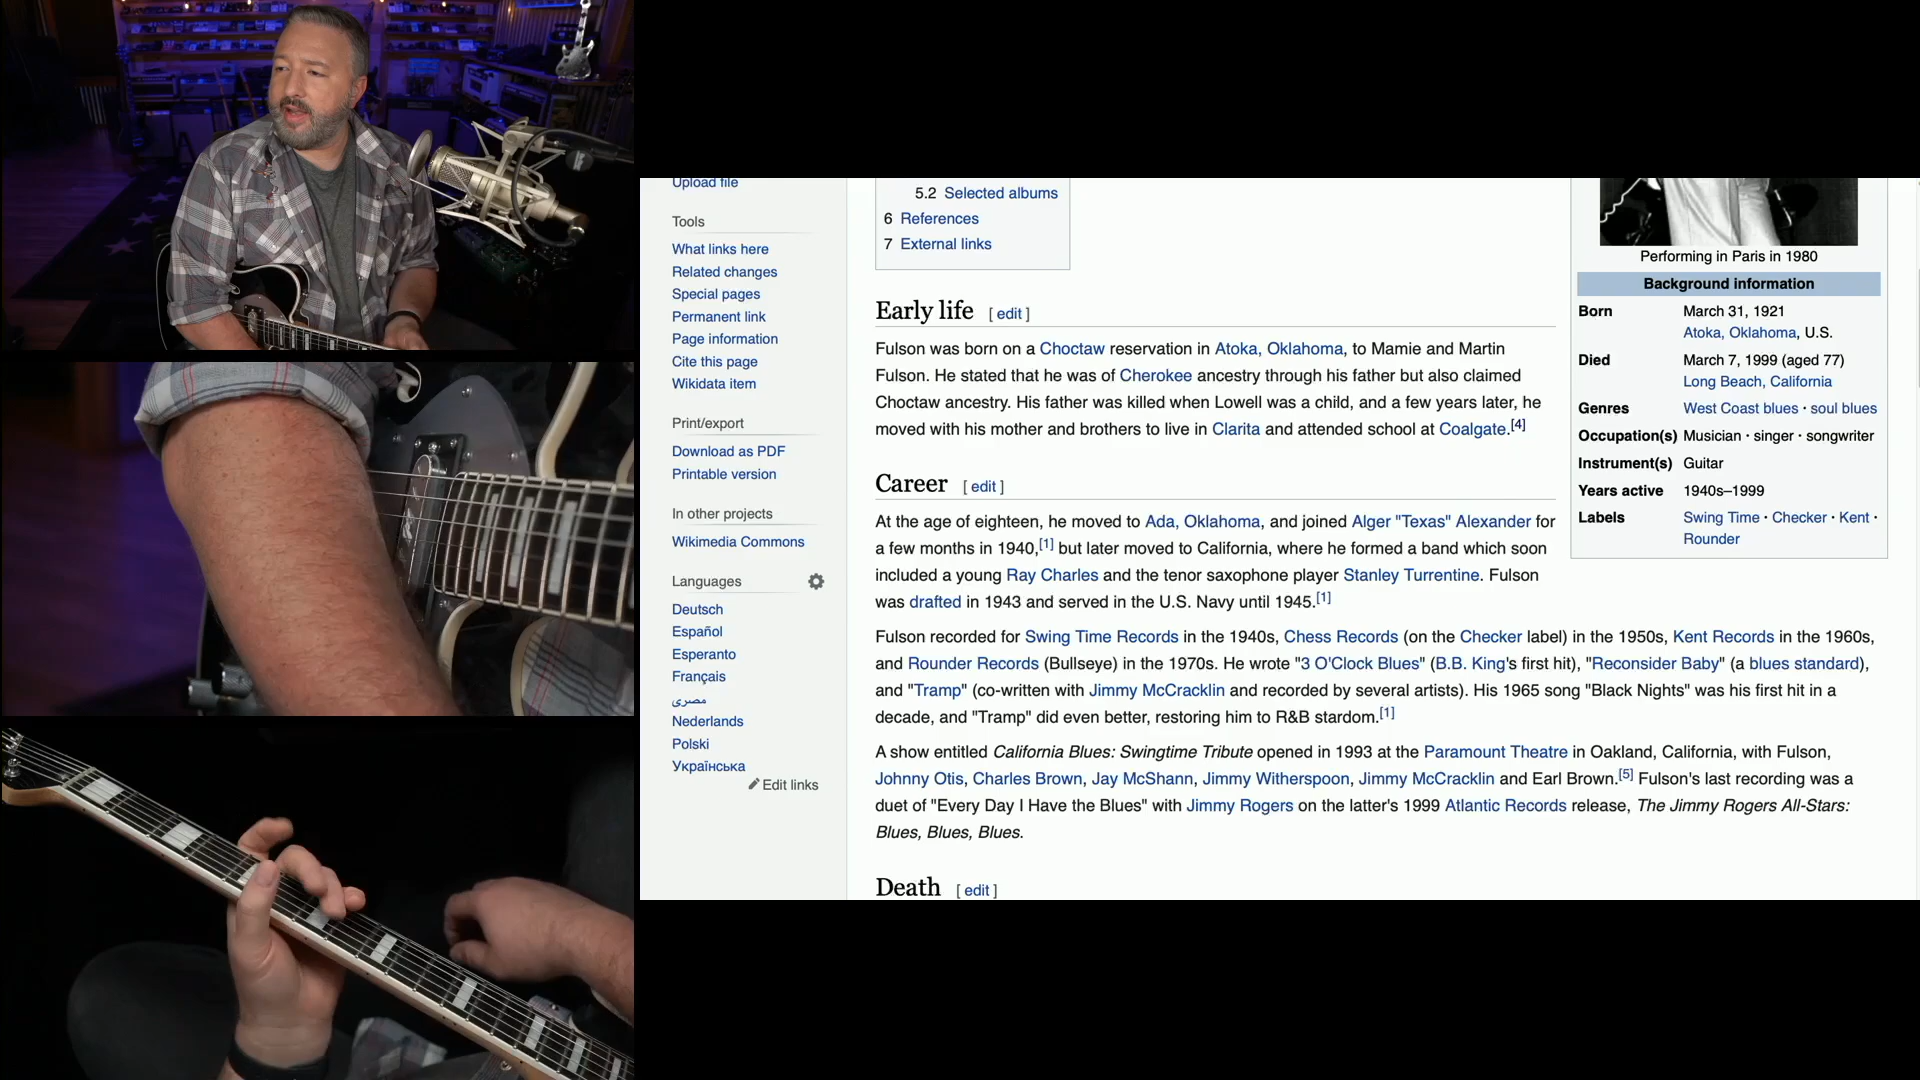 Upload file
Tools
What links here
Related changes
Special pages
Permanent link
Page information
Cite this page
Wikidata item
Print/export
Download as PDF
Printable version
In other projects
Wikimedia Commons
Languages
Deutsch
Español
Esperanto
Français
مصرى
Nederlands
Polski
Українська
Edit links
5.2 Selected albums
6 References
7 External links
Early life [ edit ]
Fulson was born on a Choctaw reservation in Atoka, Oklahoma, to Mamie and Martin
Fulson. He stated that he was of Cherokee ancestry through his father but also claimed
Choctaw ancestry. His father was killed when Lowell was a child, and a few years later, he
moved with his mother and brothers to live in Clarita and attended school at Coalgate.[4]
Career [ edit ]
At the age of eighteen, he moved to Ada, Oklahoma, and joined Alger "Texas" Alexander for
a few months in 1940,[1] but later moved to California, where he formed a band which soon
included a young Ray Charles and the tenor saxophone player Stanley Turrentine. Fulson
was drafted in 1943 and served in the U.S. Navy until 1945.[1]
Fulson recorded for Swing Time Records in the 1940s, Chess Records (on the Checker label) in the 1950s, Kent Records in the 1960s,
and Rounder Records (Bullseye) in the 1970s. He wrote "3 O'Clock Blues" (B.B. King's first hit), "Reconsider Baby" (a blues standard),
and "Tramp" (co-written with Jimmy McCracklin and recorded by several artists). His 1965 song "Black Nights" was his first hit in a
decade, and "Tramp" did even better, restoring him to R&B stardom.[1]
A show entitled California Blues: Swingtime Tribute opened in 1993 at the Paramount Theatre in Oakland, California, with Fulson,
Johnny Otis, Charles Brown, Jay McShann, Jimmy Witherspoon, Jimmy McCracklin and Earl Brown.[5] Fulson's last recording was a
duet of "Every Day I Have the Blues" with Jimmy Rogers on the latter's 1999 Atlantic Records release, The Jimmy Rogers All-Stars:
Blues, Blues, Blues.
Death [ edit ]
Performing in Paris in 1980
Background information
Born March 31, 1921
Atoka, Oklahoma, U.S.
Died March 7, 1999 (aged 77)
Long Beach, California
Genres West Coast blues · soul blues
Occupation(s) Musician · singer · songwriter
Instrument(s) Guitar
Years active 1940s–1999
Labels Swing Time · Checker · Kent ·
Rounder